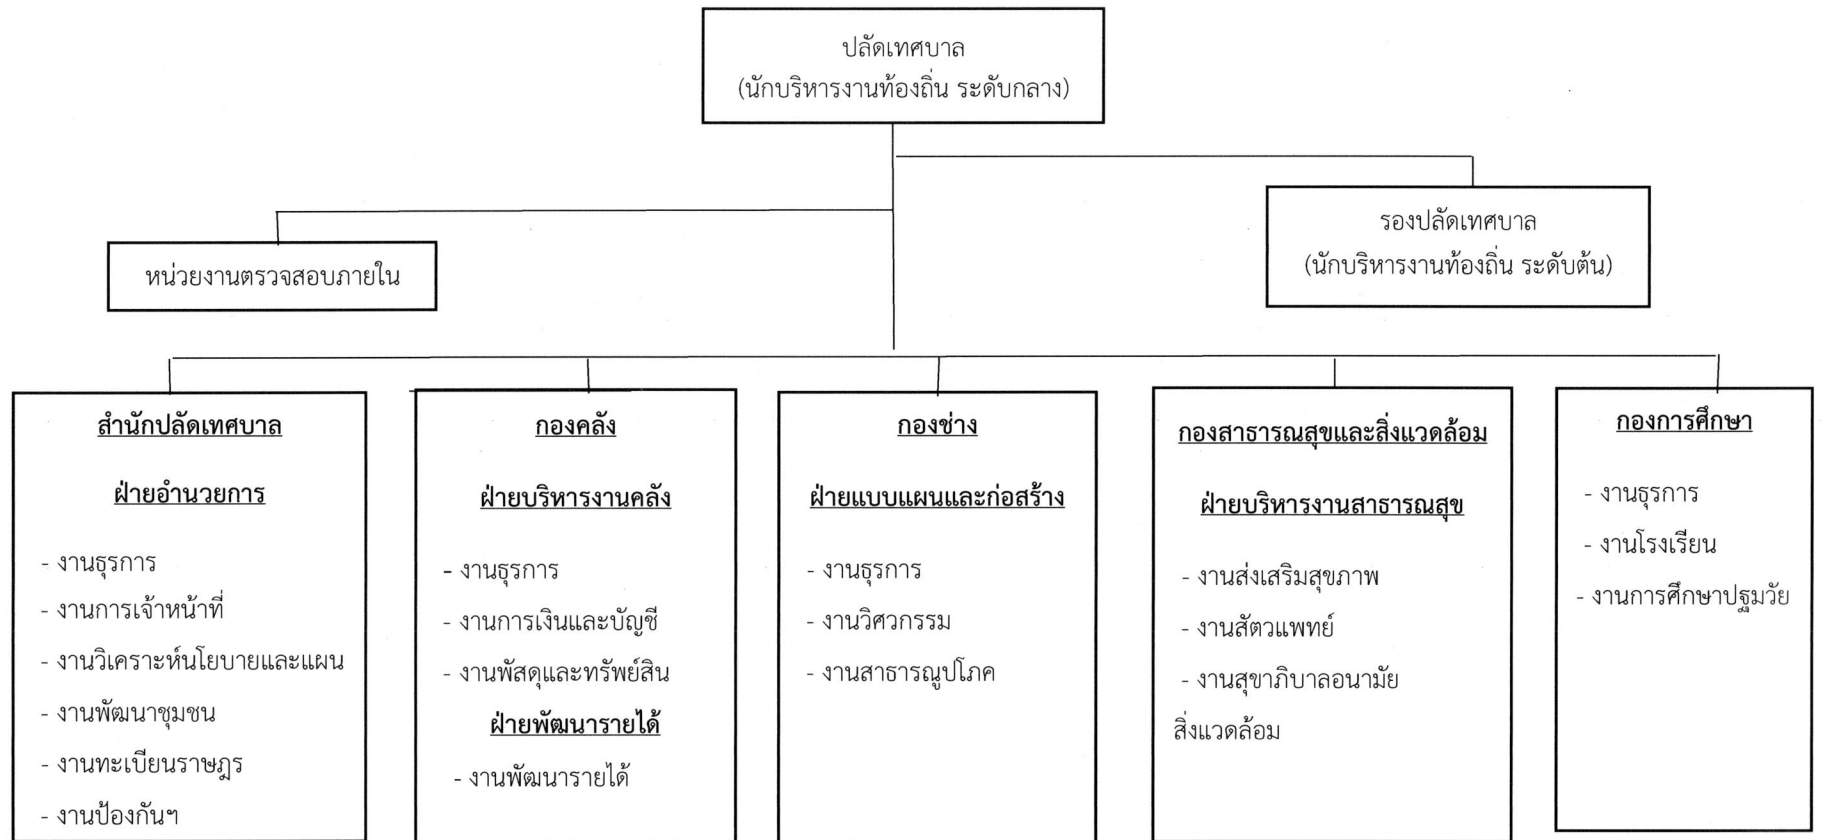 ปลัดเทศบาล
(นักบริหารงานท้องถิ่น ระดับกลาง)
รองปลัดเทศบาล
(นักบริหารงานท้องถิ่น ระดับต้น)
หน่วยงานตรวจสอบภายใน
สำนักปลัดเทศบาล
ฝ่ายอำนวยการ
- งานธุรการ
- งานการเจ้าหน้าที่
- งานวิเคราะห์นโยบายและแผน
- งานพัฒนาชุมชน
- งานทะเบียนราษฎร
- งานป้องกันฯ
กองคลัง
ฝ่ายบริหารงานคลัง
- งานธุรการ
- งานการเงินและบัญชี
- งานพัสดุและทรัพย์สิน
ฝ่ายพัฒนารายได้
- งานพัฒนารายได้
กองช่าง
ฝ่ายแบบแผนและก่อสร้าง
- งานธุรการ
- งานวิศวกรรม
- งานสาธารณูปโภค
กองสาธารณสุขและสิ่งแวดล้อม
ฝ่ายบริหารงานสาธารณสุข
- งานส่งเสริมสุขภาพ
- งานสัตวแพทย์
- งานสุขาภิบาลอนามัย
สิ่งแวดล้อม
กองการศึกษา
- งานธุรการ
- งานโรงเรียน
- งานการศึกษาปฐมวัย